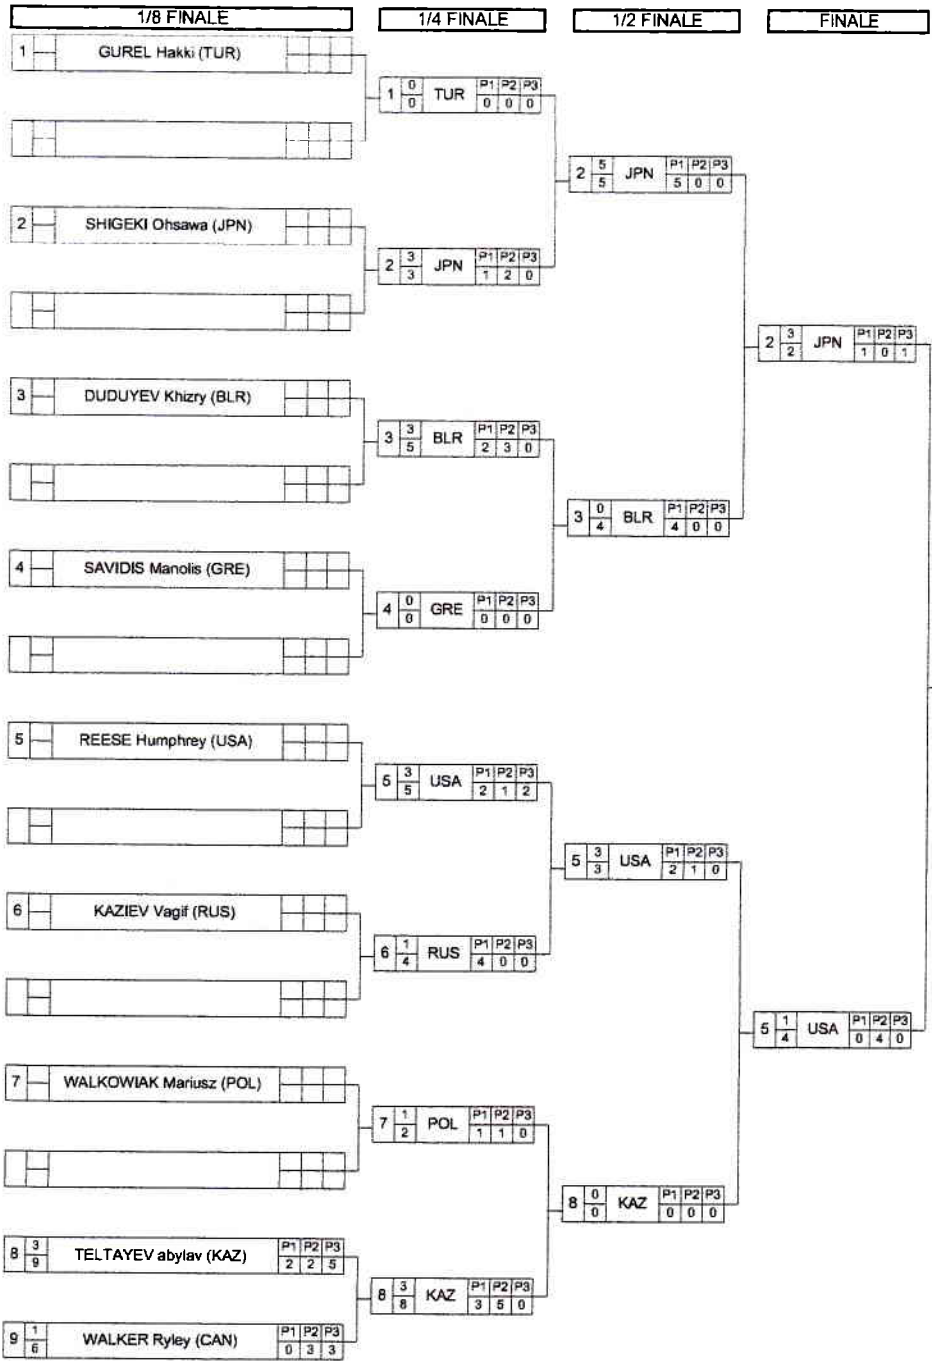 1/8 FINALE 1/4 FINALE 1/2 FINALE FINALE
1 GUREL Hakki (TUR)
1 0 0 TUR P1 P2 P3 0 0 0
2 5 5 JPN P1 P2 P3 5 0 0
2 SHIGEKI Ohsawa (JPN)
2 3 3 JPN P1 P2 P3 1 2 0
2 3 2 JPN P1 P2 P3 1 0 1
3 DUDUYEV Khizry (BLR)
3 3 5 BLR P1 P2 P3 2 3 0
3 0 4 BLR P1 P2 P3 4 0 0
4 SAVIDIS Manolis (GRE)
4 0 0 GRE P1 P2 P3 0 0 0
5 REESE Humphrey (USA)
5 3 5 USA P1 P2 P3 2 1 2
5 3 3 USA P1 P2 P3 2 1 0
6 KAZIEV Vagif (RUS)
6 1 4 RUS P1 P2 P3 4 0 0
5 1 4 USA P1 P2 P3 0 4 0
7 WALKOWIAK Mariusz (POL)
7 1 2 POL P1 P2 P3 1 1 0
8 0 0 KAZ P1 P2 P3 0 0 0
8 3 9 TELTAYEV abylav (KAZ) P1 P2 P3 2 2 5
8 3 8 KAZ P1 P2 P3 3 5 0
9 1 6 WALKER Ryley (CAN) P1 P2 P3 0 3 3